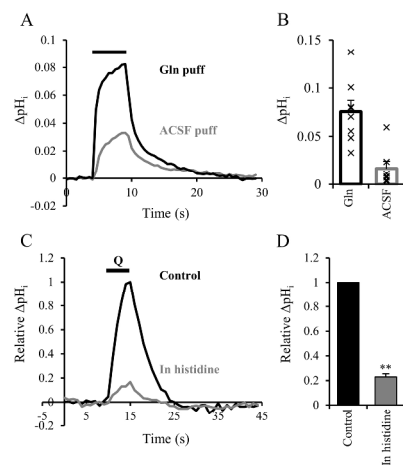 A
ΔpHi
0.1
0.08
0.06
0.04
0.02
0
-0.02
Gln puff
ACSF puff
0 10 20 30
Time (s)
B
ΔpHi
0.15
0.1
0.05
0
Gln
ACSF
C
Relative ΔpHi
1.2
1
0.8
0.6
0.4
0.2
0
-0.2
Q
Control
In histidine
-5 5 15 25 35 45
Time (s)
D
Relative ΔpHi
1.2
1
0.8
0.6
0.4
0.2
0
**
Control
In histidine